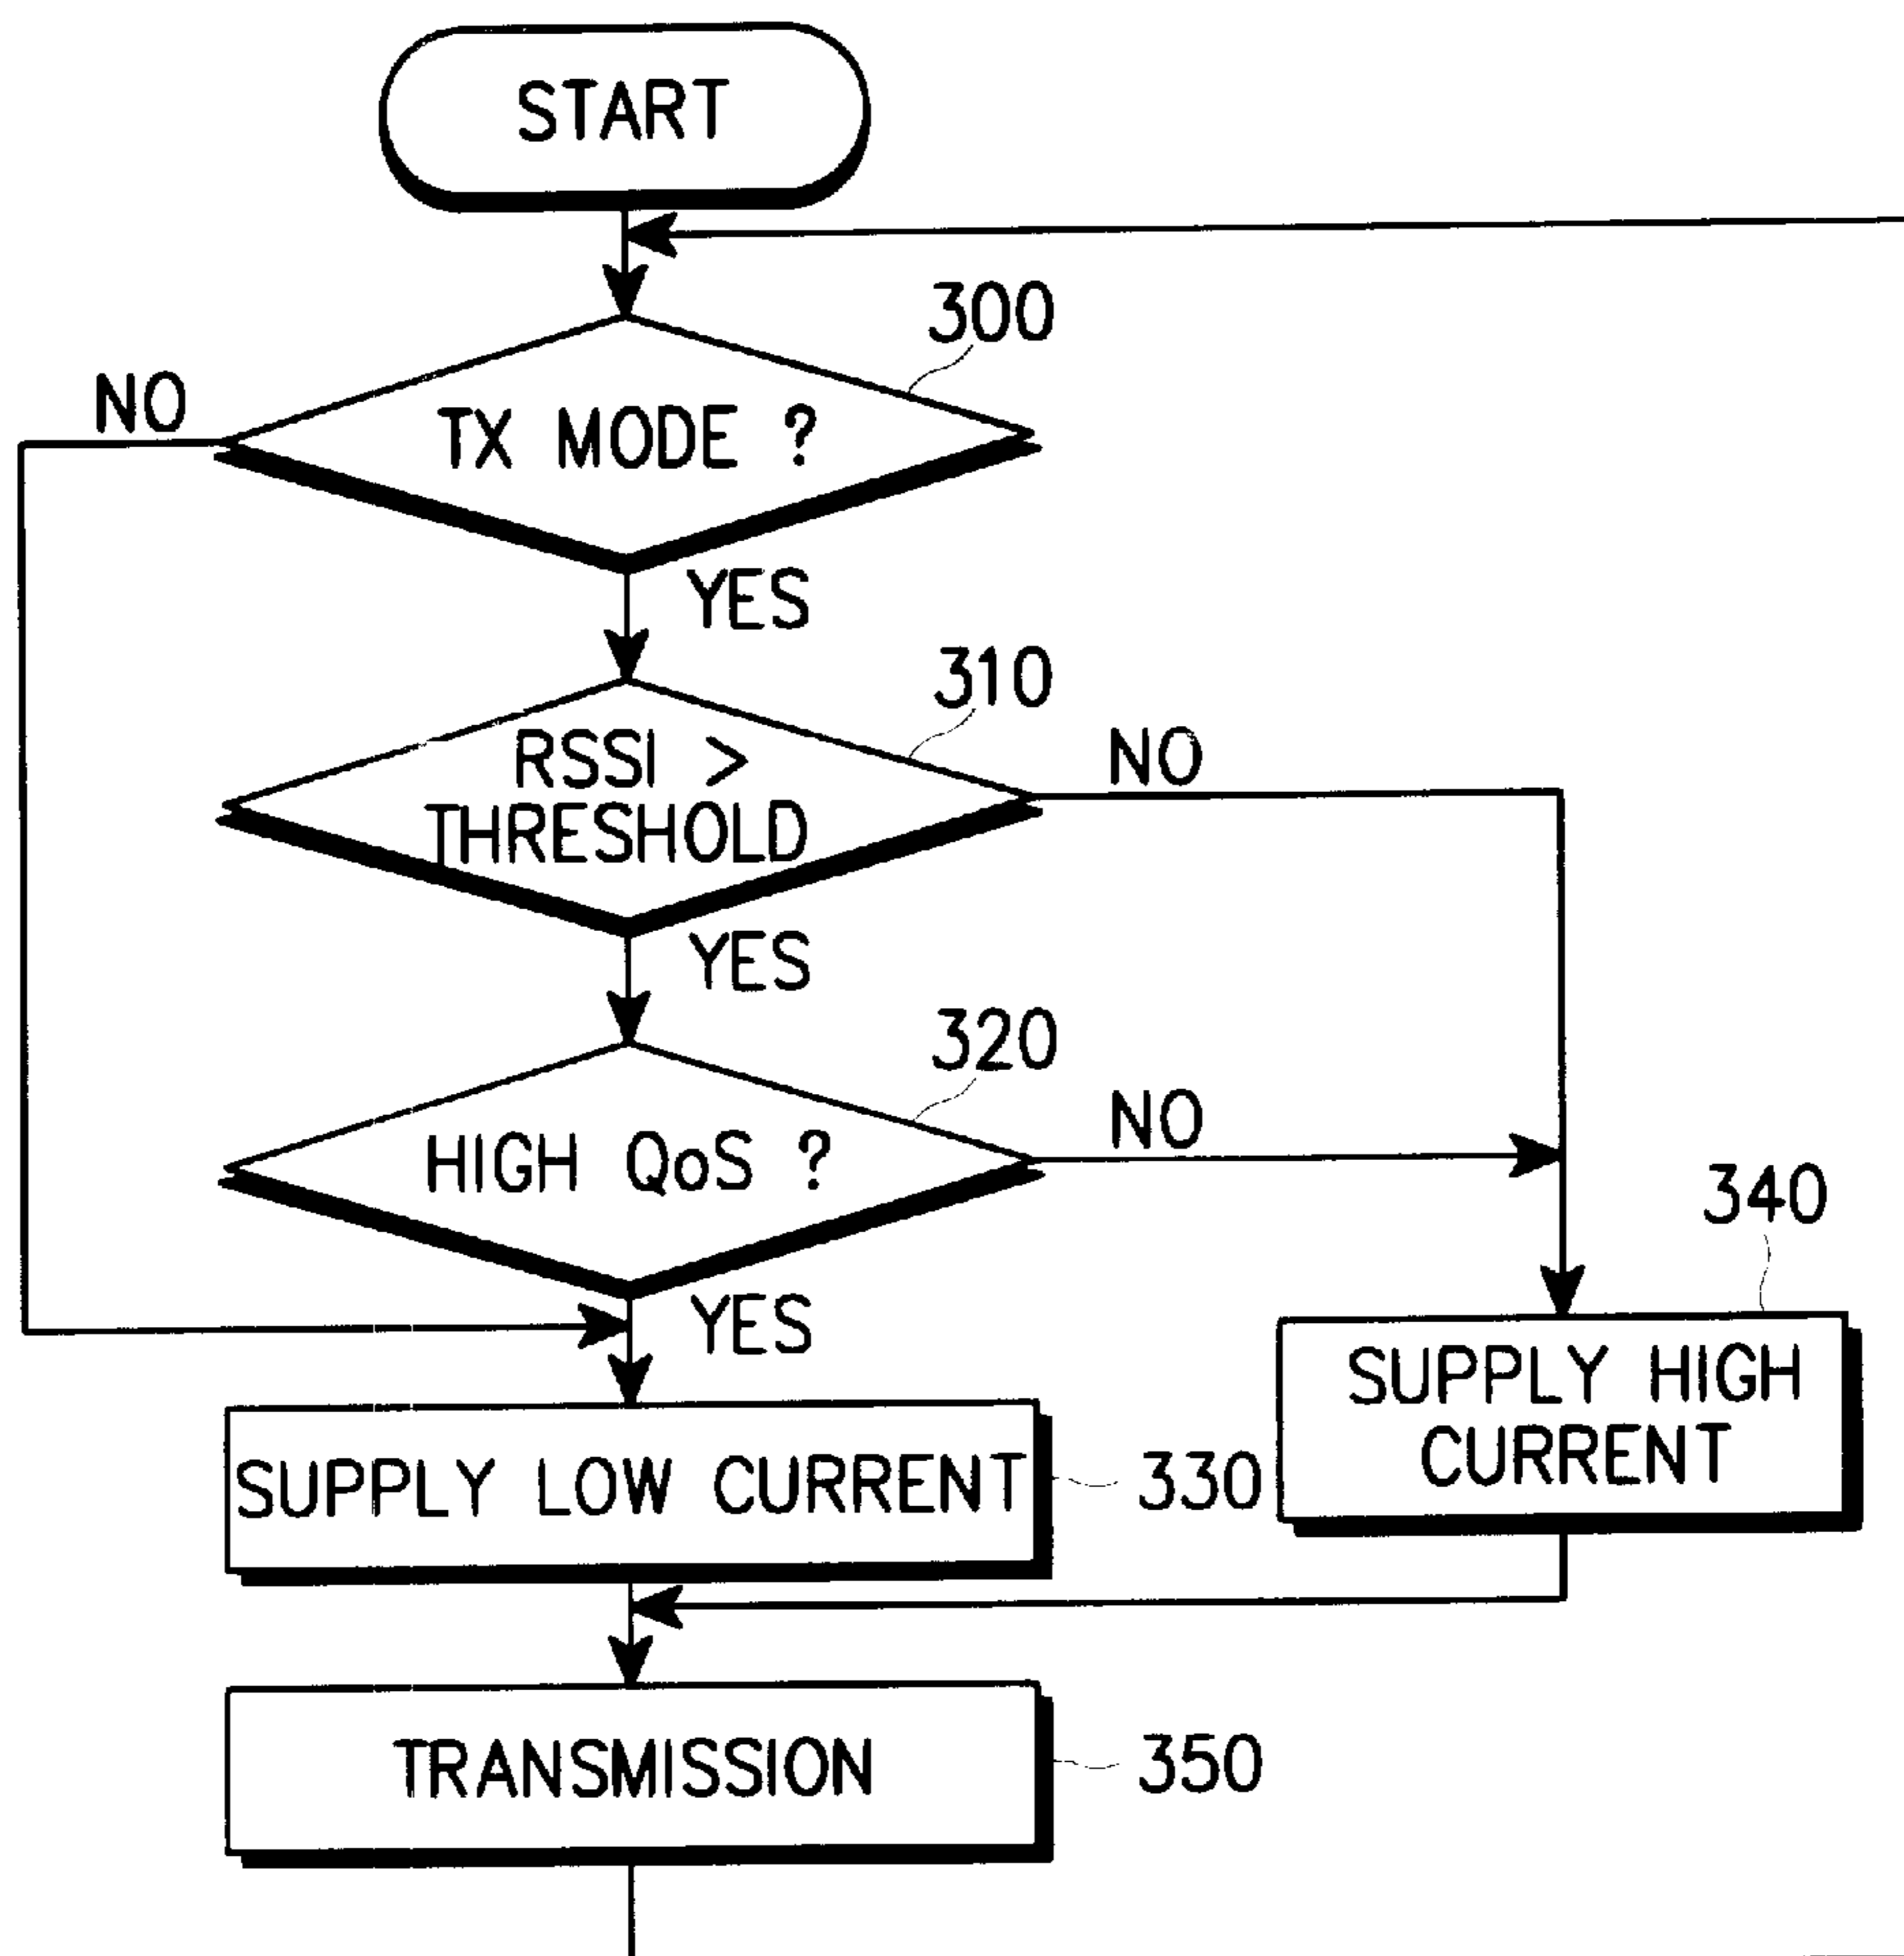 START
300
NO
TX MODE ?
YES
310
RSSI >
THRESHOLD
NO
YES
320
HIGH QoS ?
NO
340
YES
SUPPLY HIGH
CURRENT
SUPPLY LOW CURRENT
330
TRANSMISSION
350